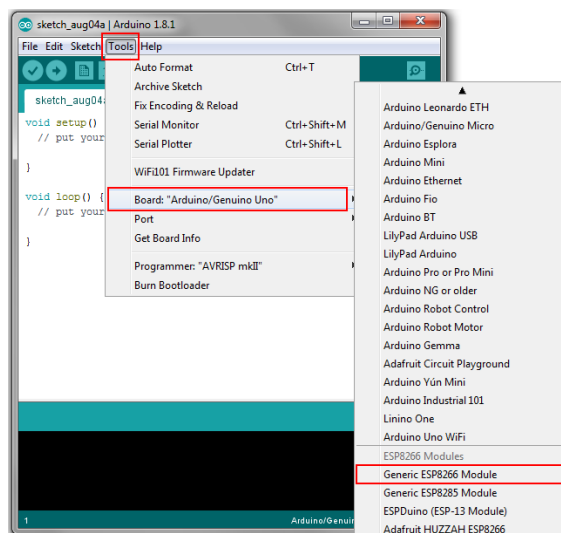 sketch_aug04a | Arduino 1.8.1
File Edit Sketch Tools Help
sketch_aug04
void setup()
// put your
}
void loop() {
// put your
}
Auto Format Ctrl+T
Archive Sketch
Fix Encoding & Reload
Serial Monitor Ctrl+Shift+M
Serial Plotter Ctrl+Shift+L
WiFi101 Firmware Updater
Board: "Arduino/Genuino Uno"
Port
Get Board Info
Programmer: "AVRISP mkII"
Burn Bootloader
Arduino Leonardo ETH
Arduino/Genuino Micro
Arduino Esplora
Arduino Mini
Arduino Ethernet
Arduino Fio
Arduino BT
LilyPad Arduino USB
LilyPad Arduino
Arduino Pro or Pro Mini
Arduino NG or older
Arduino Robot Control
Arduino Robot Motor
Arduino Gemma
Adafruit Circuit Playground
Arduino Yún Mini
Arduino Industrial 101
Linino One
Arduino Uno WiFi
ESP8266 Modules
Generic ESP8266 Module
Generic ESP8285 Module
ESPDuino (ESP-13 Module)
Adafruit HUZZAH ESP8266
1 Arduino/Genuin